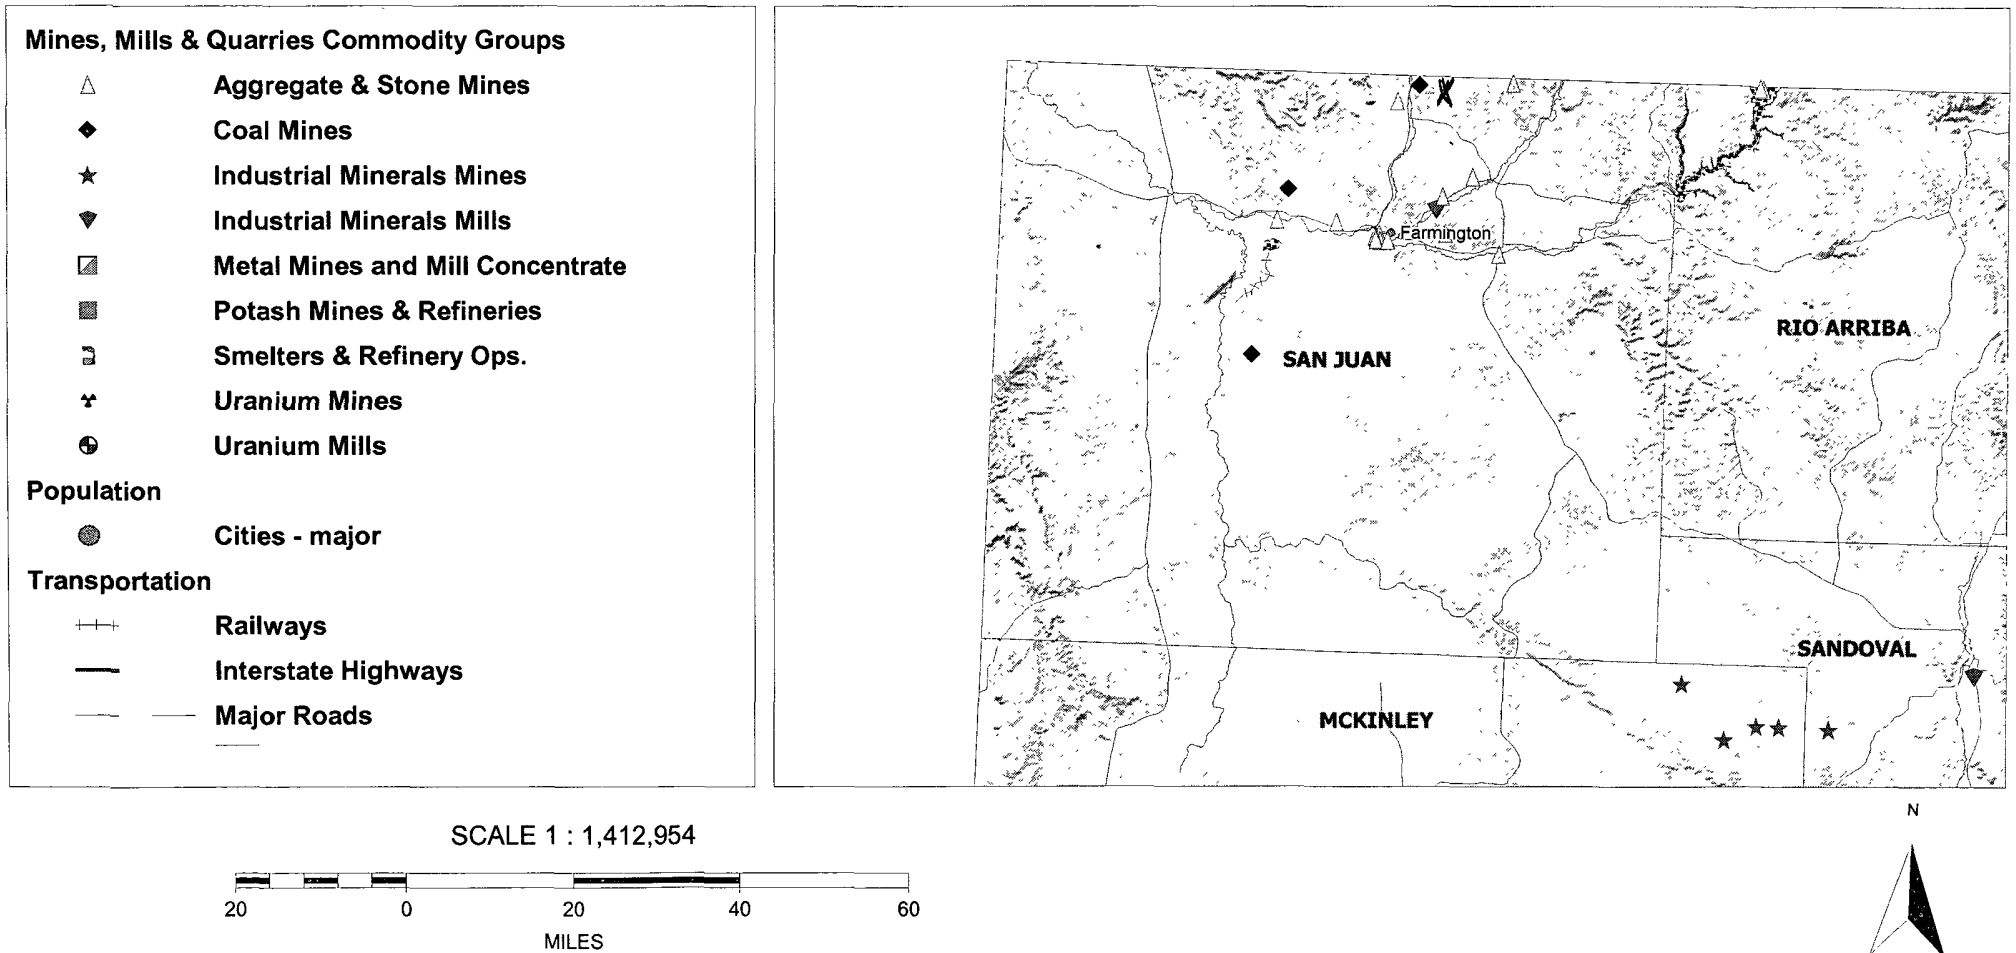 Mines, Mills & Quarries Commodity Groups
Aggregate & Stone Mines
Coal Mines
Industrial Minerals Mines
Industrial Minerals Mills
Metal Mines and Mill Concentrate
Potash Mines & Refineries
Smelters & Refinery Ops.
Uranium Mines
Uranium Mills
Population
Cities - major
Transportation
Railways
Interstate Highways
Major Roads
X
Farmington
RIO ARRIBA
SAN JUAN
SANDOVAL
MCKINLEY
SCALE 1 : 1,412,954
20 0 20 40 60
MILES
N